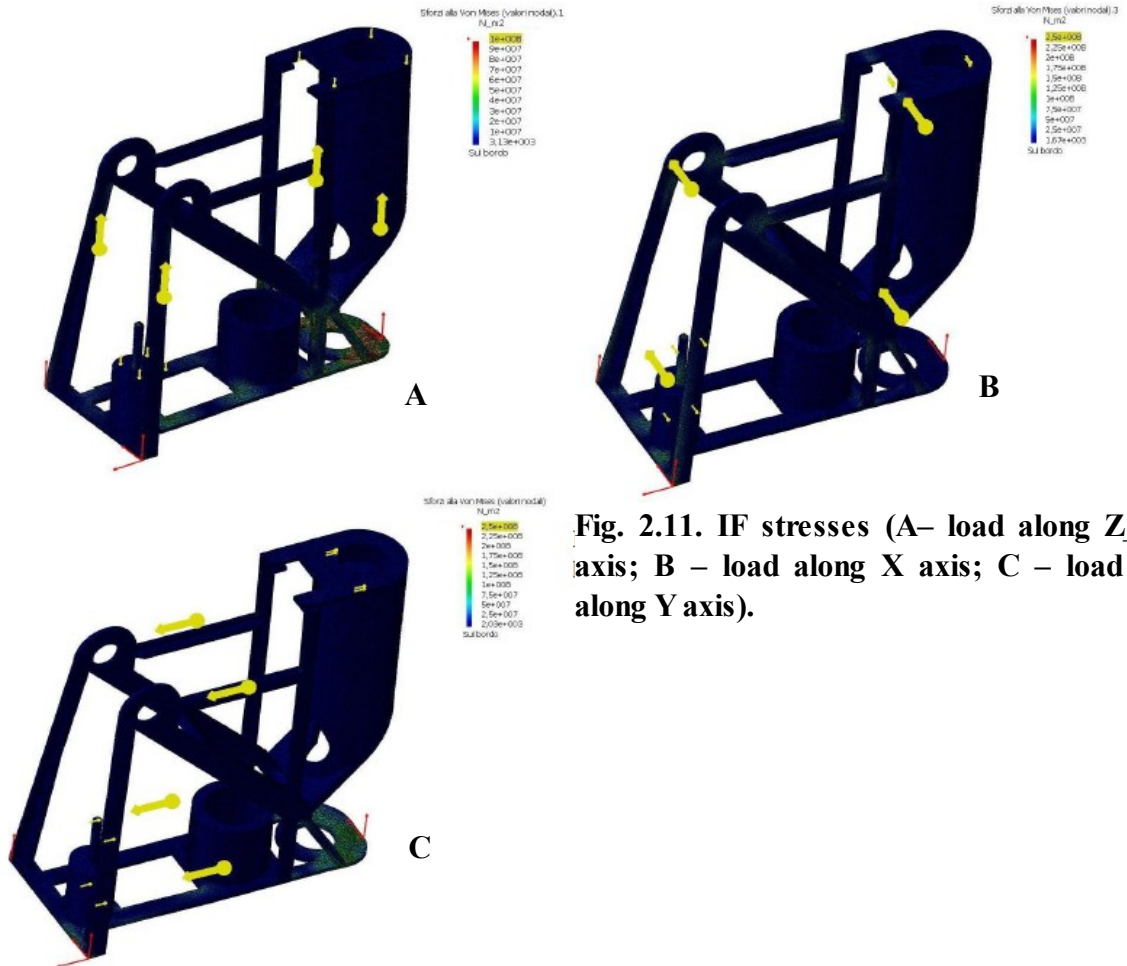 Sforzi alla Von Mises (valori nodali).1
N_m2
1e+008
9e+007
8e+007
7e+007
6e+007
5e+007
4e+007
3e+007
2e+007
1e+007
3,13e+003
Sul bordo
A
Sforzi alla Von Mises (valori nodali).3
N_m2
2,5e+008
2,25e+008
2e+008
1,75e+008
1,5e+008
1,25e+008
1e+008
7,5e+007
5e+007
2,5e+007
1,67e+003
Sul bordo
B
Sforzi alla Von Mises (valori nodali)
N_m2
2,5e+008
2,25e+008
2e+008
1,75e+008
1,5e+008
1,25e+008
1e+008
7,5e+007
5e+007
2,5e+007
2,03e+003
Sul bordo
C
Fig. 2.11. IF stresses (A– load along Z
axis; B – load along X axis; C – load
along Y axis).